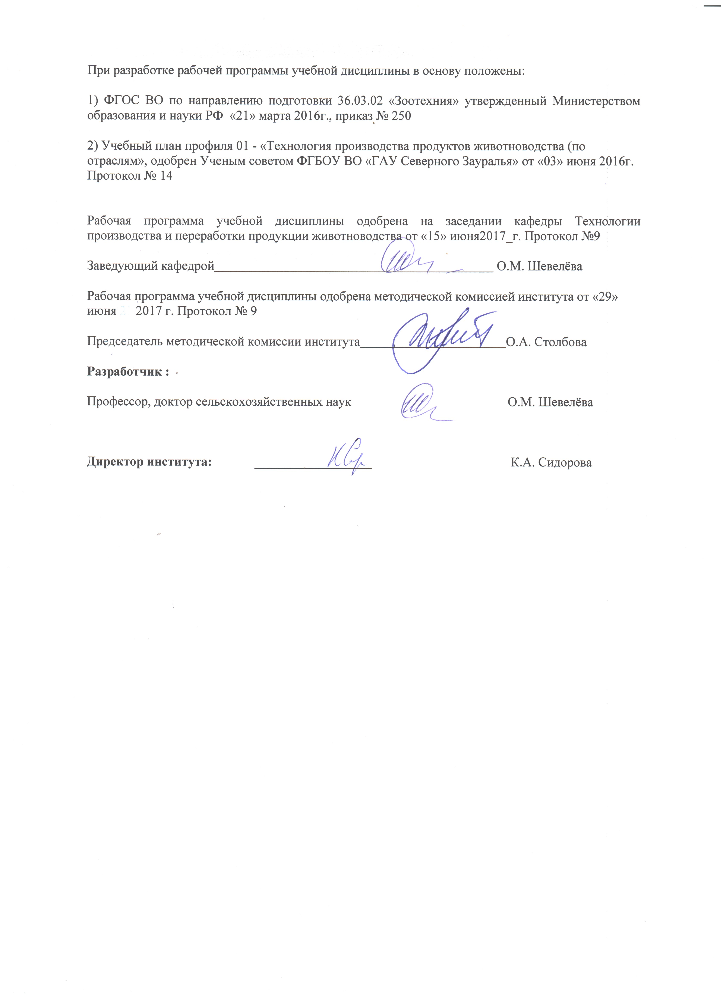 При разработке рабочей программы учебной дисциплины в основу положены:
1) ФГОС ВО по направлению подготовки 36.03.02 «Зоотехния» утвержденный Министерством
образования и науки РФ «21» марта 2016г., приказ № 250
2) Учебный план профиля 01 - «Технология производства продуктов животноводства (по
отраслям», одобрен Ученым советом ФГБОУ ВО «ГАУ Северного Зауралья» от «03» июня 2016г.
Протокол № 14
Рабочая программа учебной дисциплины одобрена на заседании кафедры Технологии
производства и переработки продукции животноводства от «15» июня2017_г. Протокол №9
Заведующий кафедрой О.М. Шевелёва
Рабочая программа учебной дисциплины одобрена методической комиссией института от «29»
июня 2017 г. Протокол № 9
Председатель методической комиссии института О.А. Столбова
Разработчик :
Профессор, доктор сельскохозяйственных наук О.М. Шевелёва
Директор института: К.А. Сидорова